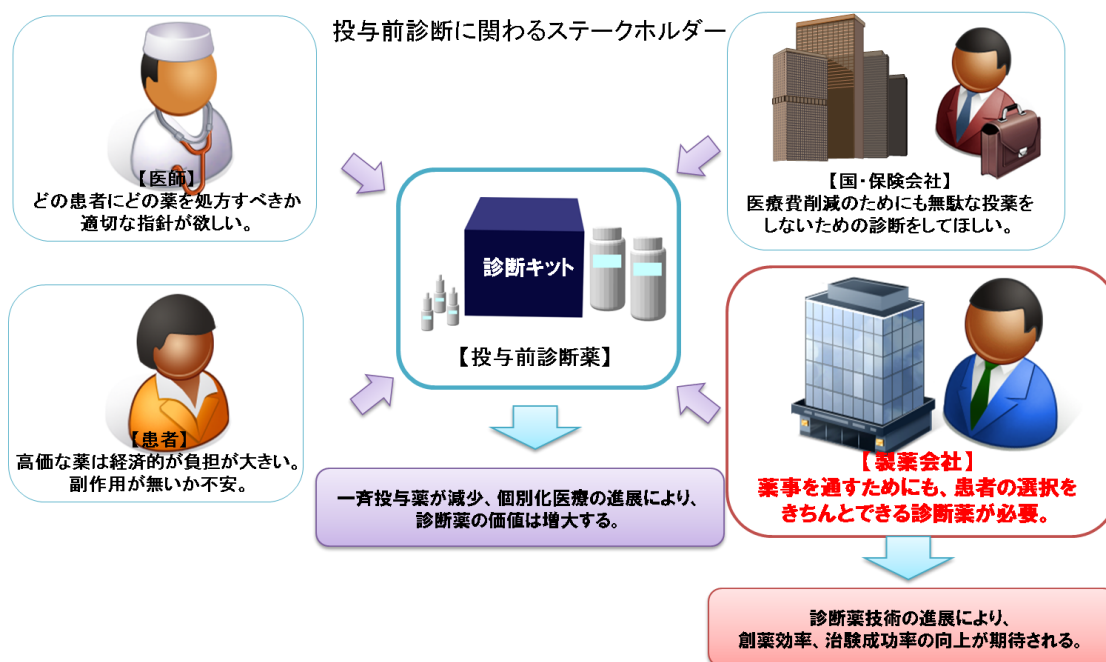 投与前診断に関わるステークホルダー
【医師】
どの患者にどの薬を処方すべきか
適切な指針が欲しい。
【国・保険会社】
医療費削減のためにも無駄な投薬を
しないための診断をしてほしい。
診断キット
【投与前診断薬】
【患者】
高価な薬は経済的が負担が大きい。
副作用が無いか不安。
【製薬会社】
薬事を通すためにも、患者の選択を
きちんとできる診断薬が必要。
一斉投与薬が減少、個別化医療の進展により、
診断薬の価値は増大する。
診断薬技術の進展により、
創薬効率、治験成功率の向上が期待される。